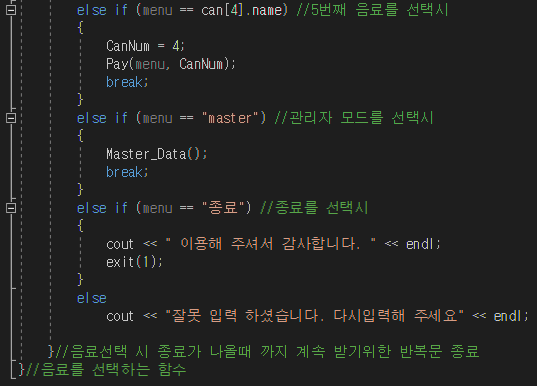 else if (menu == can[4].name) //5번째 음료를 선택시
{
CanNum = 4;
Pay(menu, CanNum);
break;
}
else if (menu == "master") //관리자 모드를 선택시
{
Master_Data();
break;
}
else if (menu == "종료") //종료를 선택시
{
cout << " 이용해 주셔서 감사합니다. " << endl;
exit(1);
}
else
cout << "잘못 입력 하셨습니다. 다시입력해 주세요" << endl;
}//음료선택 시 종료가 나올때 까지 계속 받기위한 반복문 종료
}//음료를 선택하는 함수